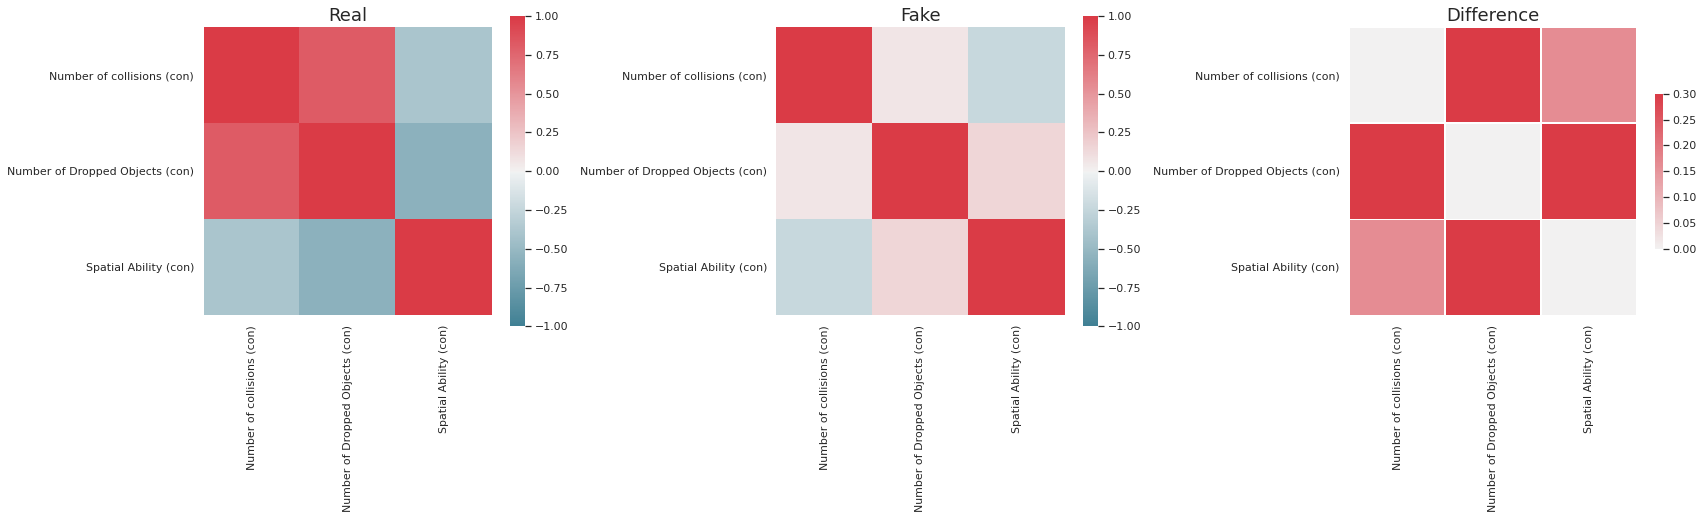 Real
Number of collisions (con)
Number of Dropped Objects (con)
Spatial Ability (con)
Number of collisions (con)
Number of Dropped Objects (con)
Spatial Ability (con)
1.00
0.75
0.50
0.25
0.00
−0.25
−0.50
−0.75
−1.00
Fake
Number of collisions (con)
Number of Dropped Objects (con)
Spatial Ability (con)
Number of collisions (con)
Number of Dropped Objects (con)
Spatial Ability (con)
1.00
0.75
0.50
0.25
0.00
−0.25
−0.50
−0.75
−1.00
Difference
Number of collisions (con)
Number of Dropped Objects (con)
Spatial Ability (con)
Number of collisions (con)
Number of Dropped Objects (con)
Spatial Ability (con)
0.30
0.25
0.20
0.15
0.10
0.05
0.00